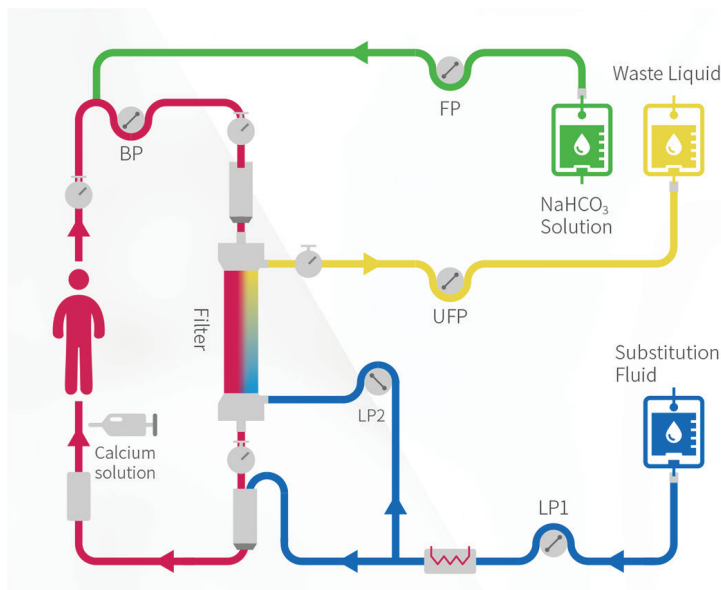 Waste Liquid
FP
BP
NaHCO₃
Solution
UFP
Filter
Substitution
Fluid
LP2
Calcium
solution
LP1